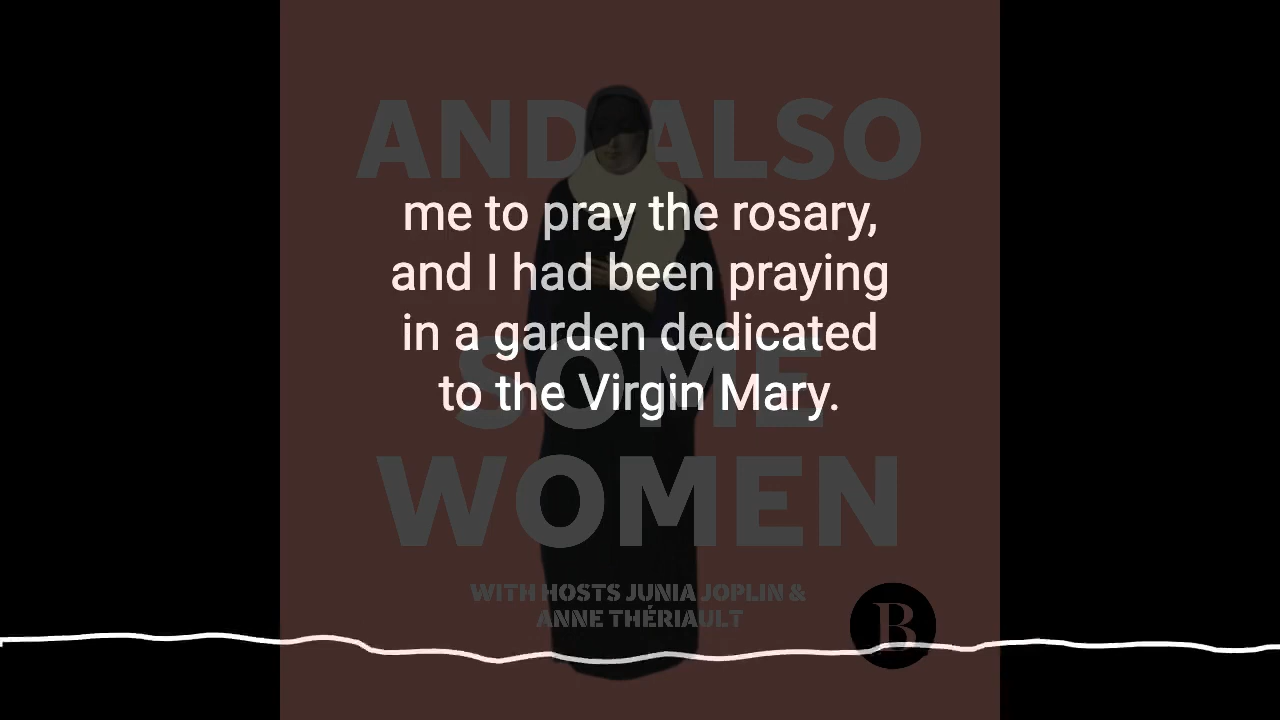 AND ALSO
me to pray the rosary,
and I had been praying
in a garden dedicated
to the Virgin Mary.
SOME
WOMEN
WITH HOSTS JUNIA JOPLIN &
ANNE THÉRIAULT
B